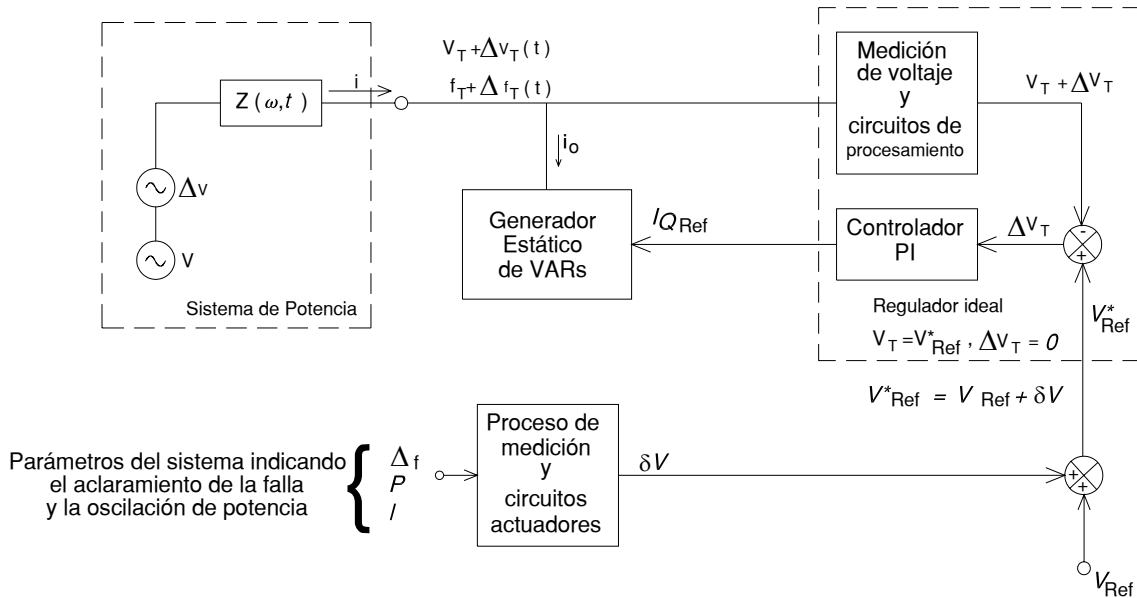 Z ( ω,t )
i
V_T + ΔV_T ( t )
f_T + Δ f_T ( t )
Medición
de voltaje
y
circuitos de
procesamiento
V_T + ΔV_T
i_o
ΔV
V
Generador
Estático
de VARs
I_Q Ref
Controlador
PI
ΔV_T
-
+
Sistema de Potencia
Regulador ideal
V_T = V*_Ref , ΔV_T = 0
V*_Ref
V*_Ref = V_Ref + δV
Parámetros del sistema indicando
el aclaramiento de la falla
y la oscilación de potencia
{
Δ_f
P
I
Proceso de
medición
y
circuitos
actuadores
δV
+
+
V_Ref